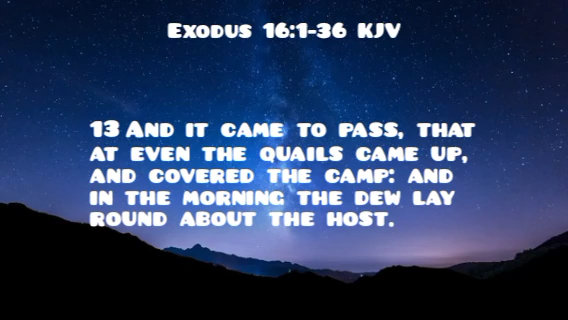 Exodus 16:1-36 KJV
13 And it came to pass, that
at even the quails came up,
and covered the camp: and
in the morning the dew lay
round about the host.